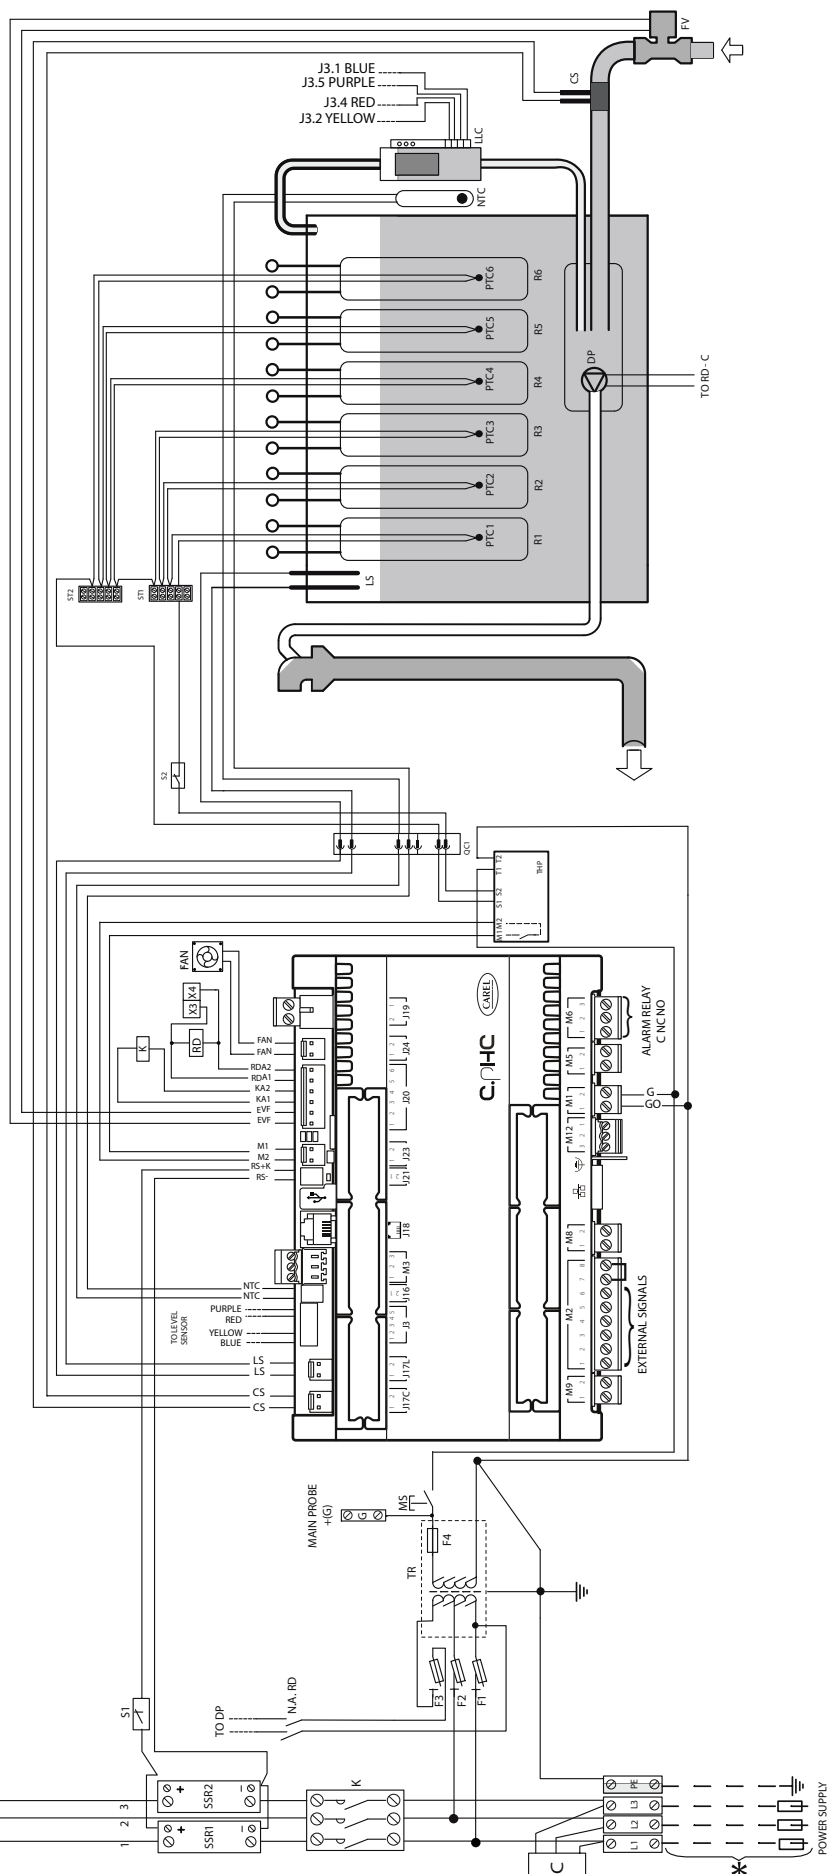 FV
CS
J3.1 BLUE
J3.5 PURPLE
J3.4 RED
J3.2 YELLOW
LLC
NTC
PTC6
R6
PTC5
R5
PTC4
R4
PTC3
R3
PTC2
R2
PTC1
R1
DP
TO RD - C
LS
ST2
ST1
S2
QC1
T2
T1
S2
S1
M2
M1
THP
FAN
X3 X4
RD
K
FAN
FAN
RDA2
RDA1
KA2
KA1
EVF
EVF
M1
M2
RS+K
RS-
NTC
NTC
PURPLE
RED
YELLOW
BLUE
TO LEVEL
SENSOR
LS
LS
CS
CS
J19
J24
J20
J23
J21
J18
M3
J16
J3
J17L
J17C
CAREL
c.pHC
M6
M5
M1
M12
M8
M2
M9
ALARM RELAY
C NC NO
G
GO
EXTERNAL SIGNALS
MAIN PROBE
+(G)
G
MS
F4
TR
F3
F2
F1
S1
TO DP
N.A. RD
3
2
1
SSR2
SSR1
K
PE
L3
L2
L1
C
*
POWER SUPPLY